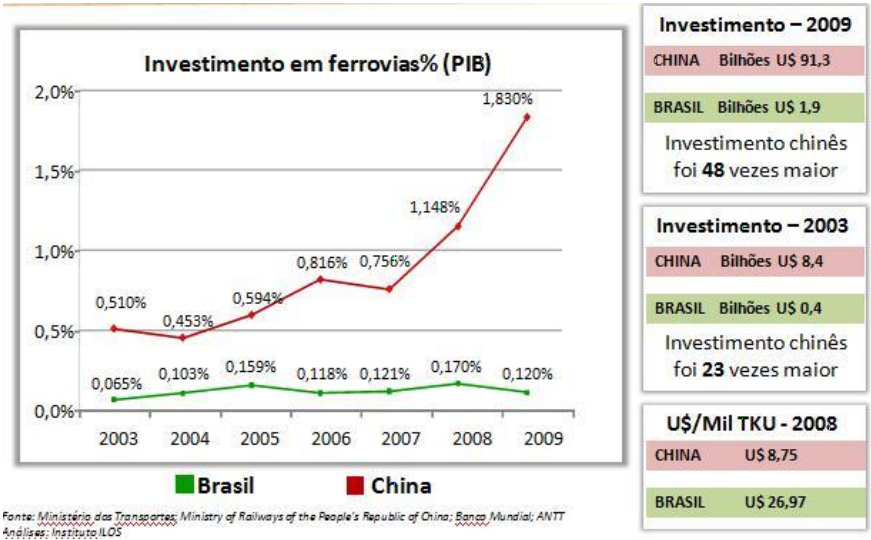 Investimento em ferrovias% (PIB)
2,0%
1,5%
1,0%
0,5%
0,0%
0,510%
0,453%
0,594%
0,816%
0,756%
1,148%
1,830%
0,065%
0,103%
0,159%
0,118%
0,121%
0,170%
0,120%
2003 2004 2005 2006 2007 2008 2009
Brasil China
Fonte: Ministério dos Transportes; Ministry of Railways of the People's Republic of China; Banco Mundial; ANTT
Análises: Instituto ILOS
Investimento – 2009
CHINA Bilhões U$ 91,3
BRASIL Bilhões U$ 1,9
Investimento chinês
foi 48 vezes maior
Investimento – 2003
CHINA Bilhões U$ 8,4
BRASIL Bilhões U$ 0,4
Investimento chinês
foi 23 vezes maior
U$/Mil TKU - 2008
CHINA U$ 8,75
BRASIL U$ 26,97